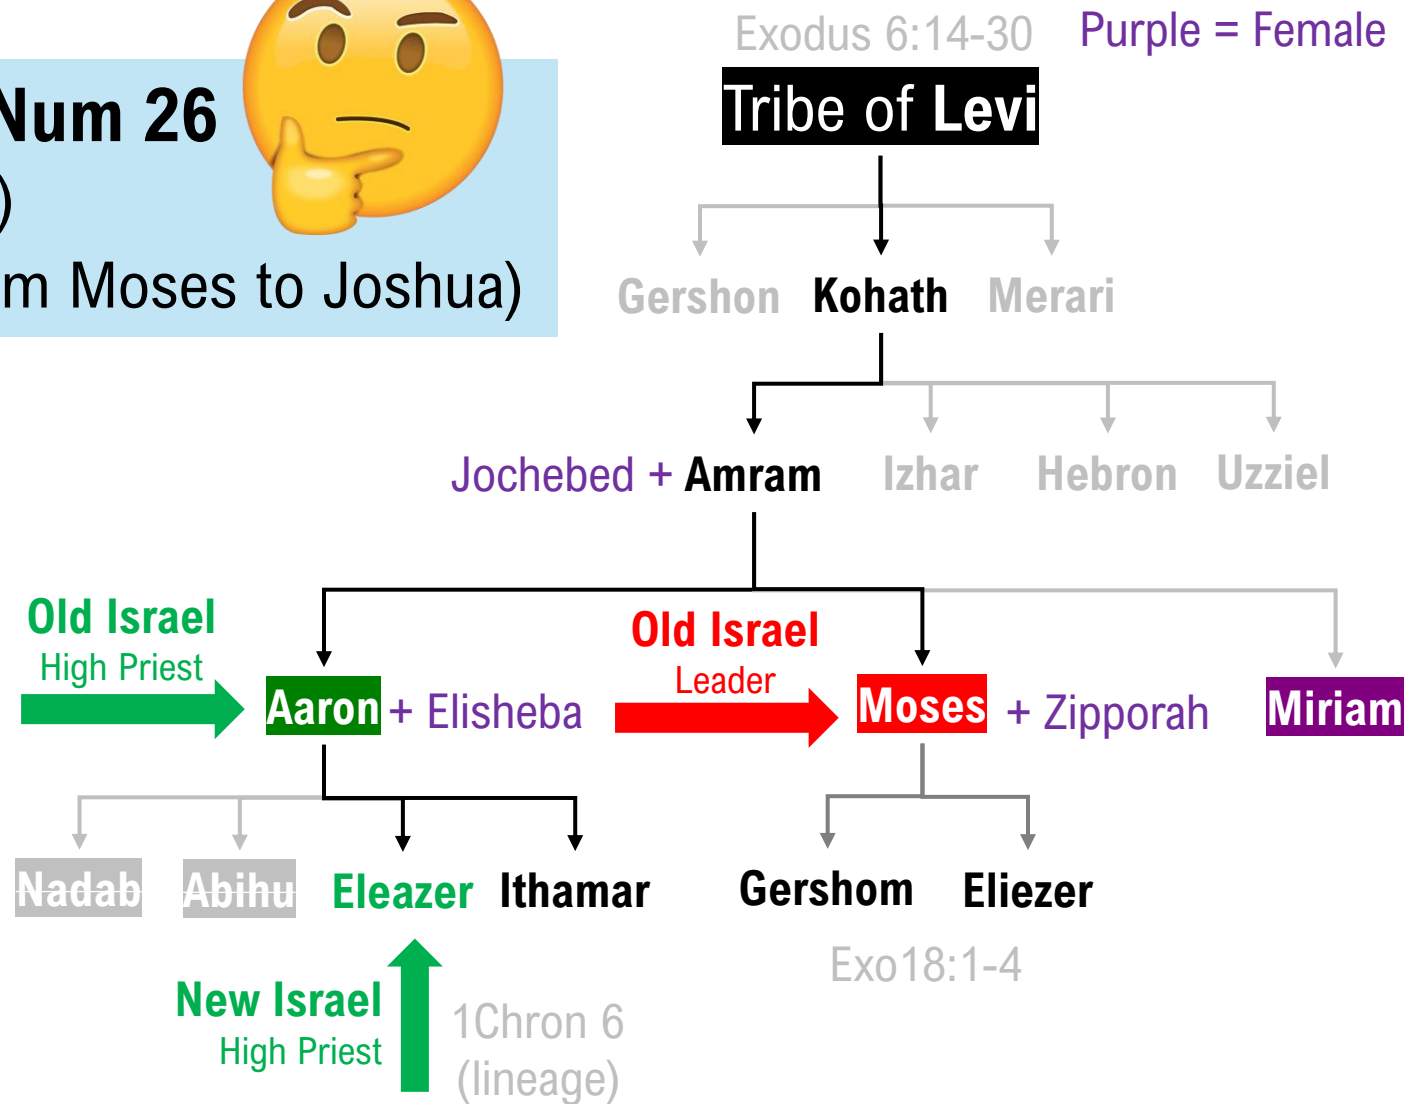 Exodus 6:14-30
Purple = Female
Num 26
)
m Moses to Joshua)
Tribe of Levi
Gershon Kohath Merari
Jochebed + Amram Izhar Hebron Uzziel
Old Israel
High Priest
Old Israel
Leader
Aaron + Elisheba
Moses + Zipporah
Miriam
Nadab Abihu Eleazer Ithamar
Gershom Eliezer
Exo18:1-4
New Israel
High Priest
1Chron 6
(lineage)